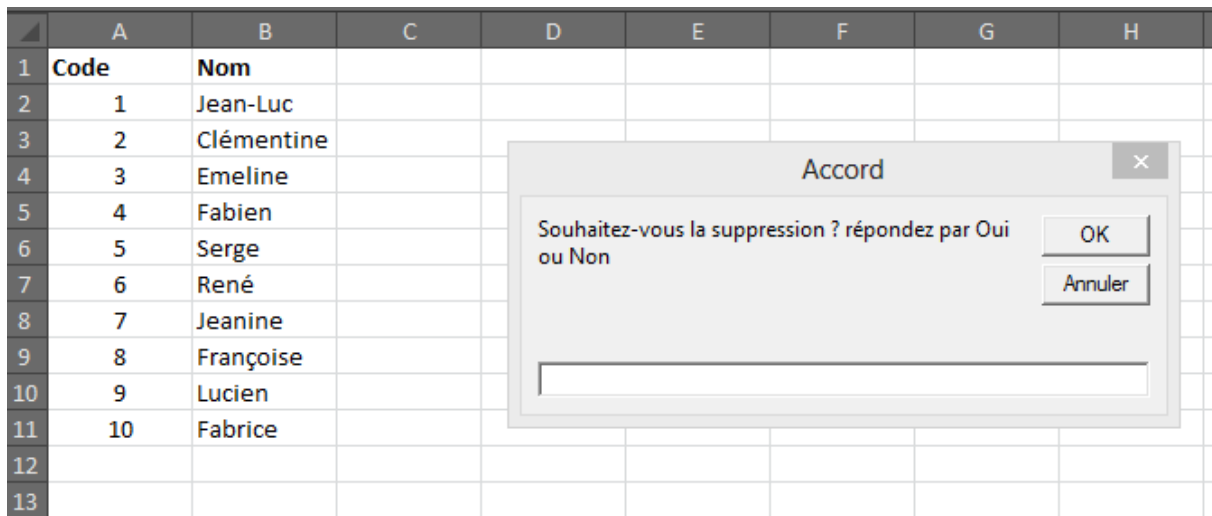 A B C D E F G H
1 Code Nom
2 1 Jean-Luc
3 2 Clémentine
4 3 Emeline
5 4 Fabien
6 5 Serge
7 6 René
8 7 Jeanine
9 8 Françoise
10 9 Lucien
11 10 Fabrice
12
13
Accord
Souhaitez-vous la suppression ? répondez par Oui
ou Non
OK
Annuler